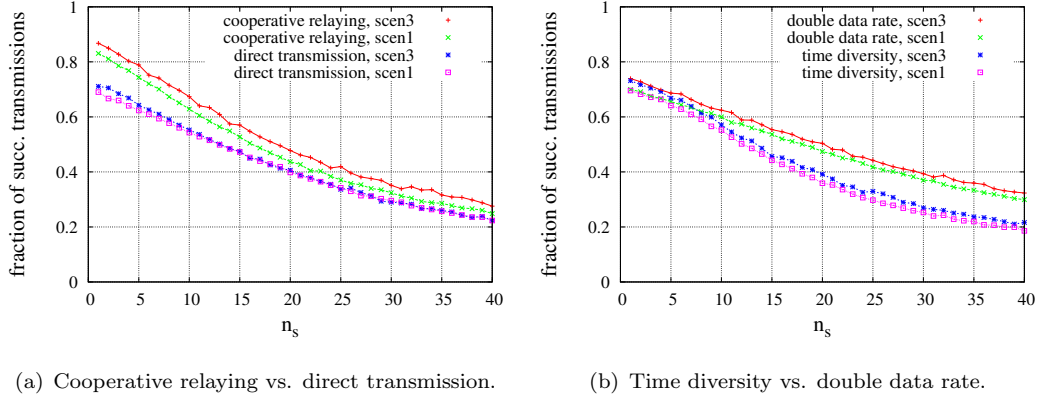 fraction of succ. transmissions
1
0.8
0.6
0.4
0.2
0
0 5 10 15 20 25 30 35 40
n_s
cooperative relaying, scen3
cooperative relaying, scen1
direct transmission, scen3
direct transmission, scen1
(a) Cooperative relaying vs. direct transmission.
fraction of succ. transmissions
1
0.8
0.6
0.4
0.2
0
0 5 10 15 20 25 30 35 40
n_s
double data rate, scen3
double data rate, scen1
time diversity, scen3
time diversity, scen1
(b) Time diversity vs. double data rate.